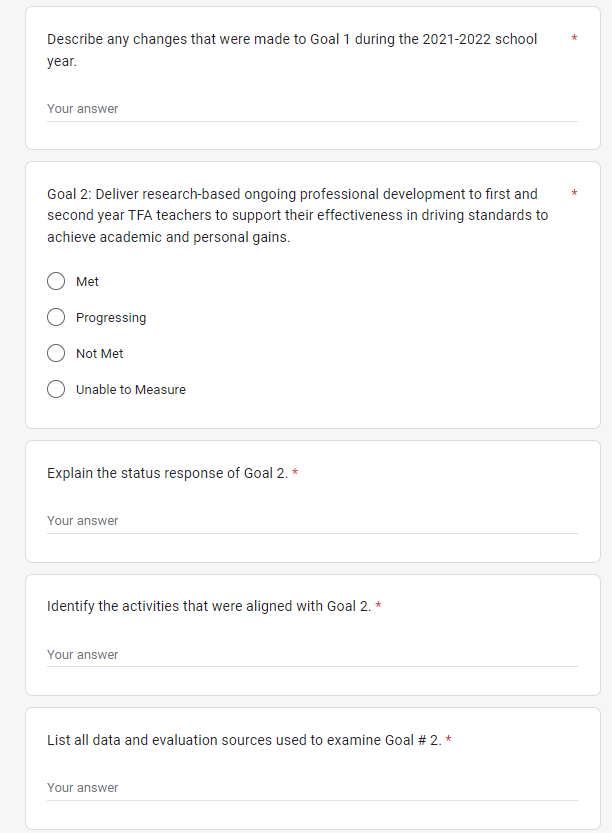 Describe any changes that were made to Goal 1 during the 2021-2022 school *
year.
Your answer
Goal 2: Deliver research-based ongoing professional development to first and *
second year TFA teachers to support their effectiveness in driving standards to
achieve academic and personal gains.
Met
Progressing
Not Met
Unable to Measure
Explain the status response of Goal 2. *
Your answer
Identify the activities that were aligned with Goal 2. *
Your answer
List all data and evaluation sources used to examine Goal # 2. *
Your answer